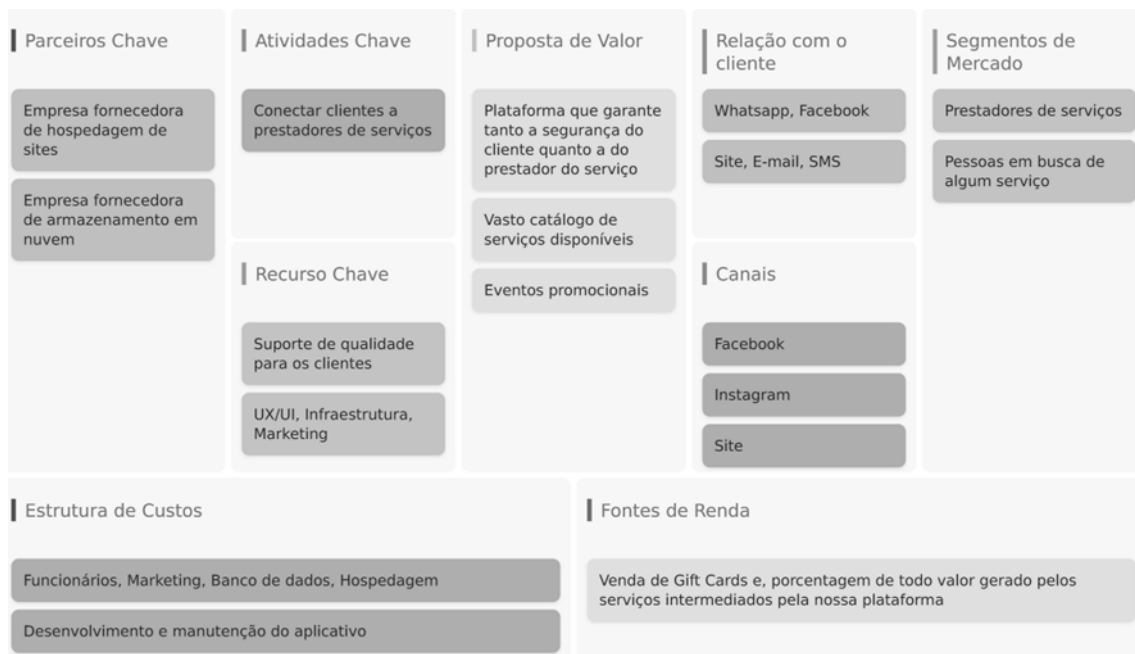 Parceiros Chave
Empresa fornecedora
de hospedagem de
sites
Empresa fornecedora
de armazenamento em
nuvem
Atividades Chave
Conectar clientes a
prestadores de serviços
Recurso Chave
Suporte de qualidade
para os clientes
UX/UI, Infraestrutura,
Marketing
Proposta de Valor
Plataforma que garante
tanto a segurança do
cliente quanto a do
prestador do serviço
Vasto catálogo de
serviços disponíveis
Eventos promocionais
Relação com o
cliente
Whatsapp, Facebook
Site, E-mail, SMS
Canais
Facebook
Instagram
Site
Segmentos de
Mercado
Prestadores de serviços
Pessoas em busca de
algum serviço
Estrutura de Custos
Funcionários, Marketing, Banco de dados, Hospedagem
Desenvolvimento e manutenção do aplicativo
Fontes de Renda
Venda de Gift Cards e, porcentagem de todo valor gerado pelos
serviços intermediados pela nossa plataforma